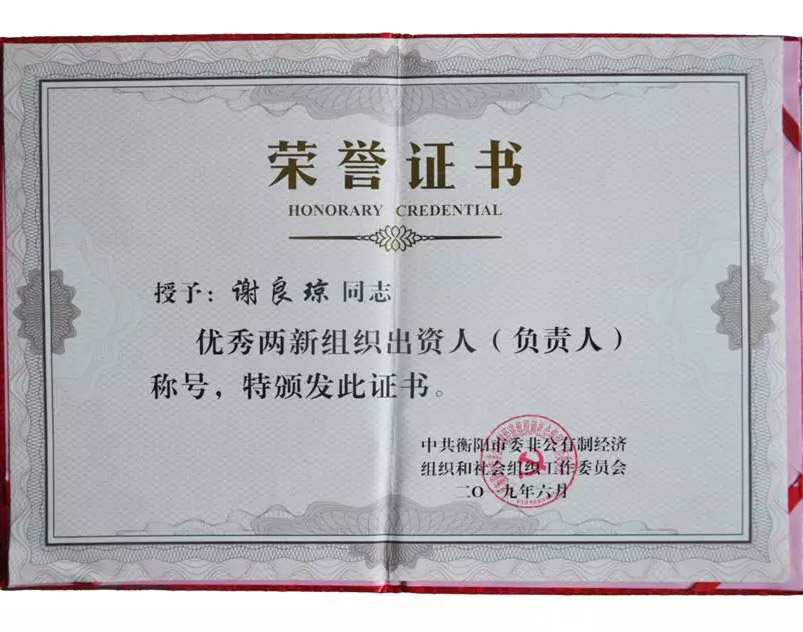 荣誉证书
HONORARY CREDENTIAL
授予：谢良琼同志
优秀两新组织出资人（负责人）
称号，特颁发此证书。
中共衡阳市委非公有制经济
组织和社会组织工作委员会
二〇一九年六月